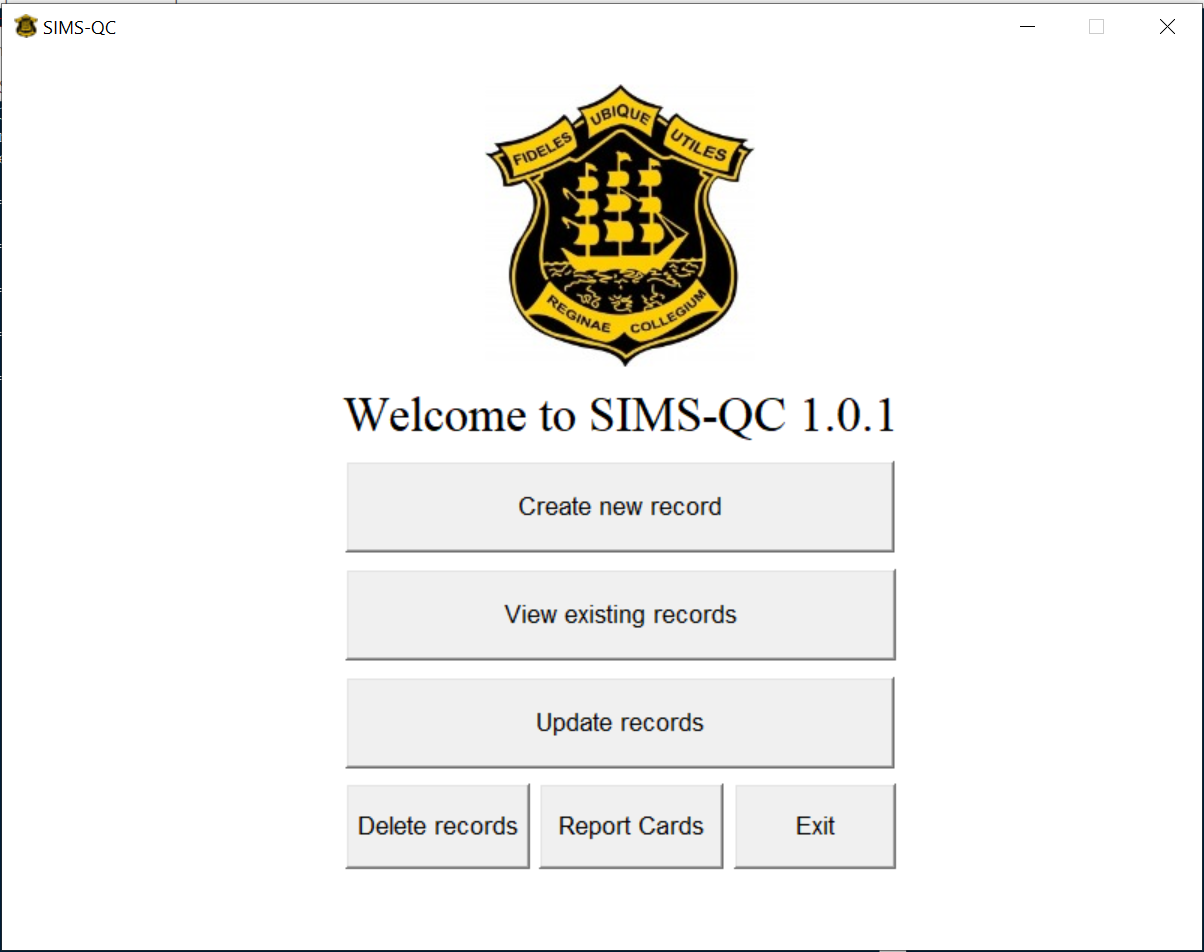 SIMS-QC
FIDELES UBIQUE UTILES
REGINAE COLLEGIUM
Welcome to SIMS-QC 1.0.1
Create new record
View existing records
Update records
Delete records Report Cards Exit